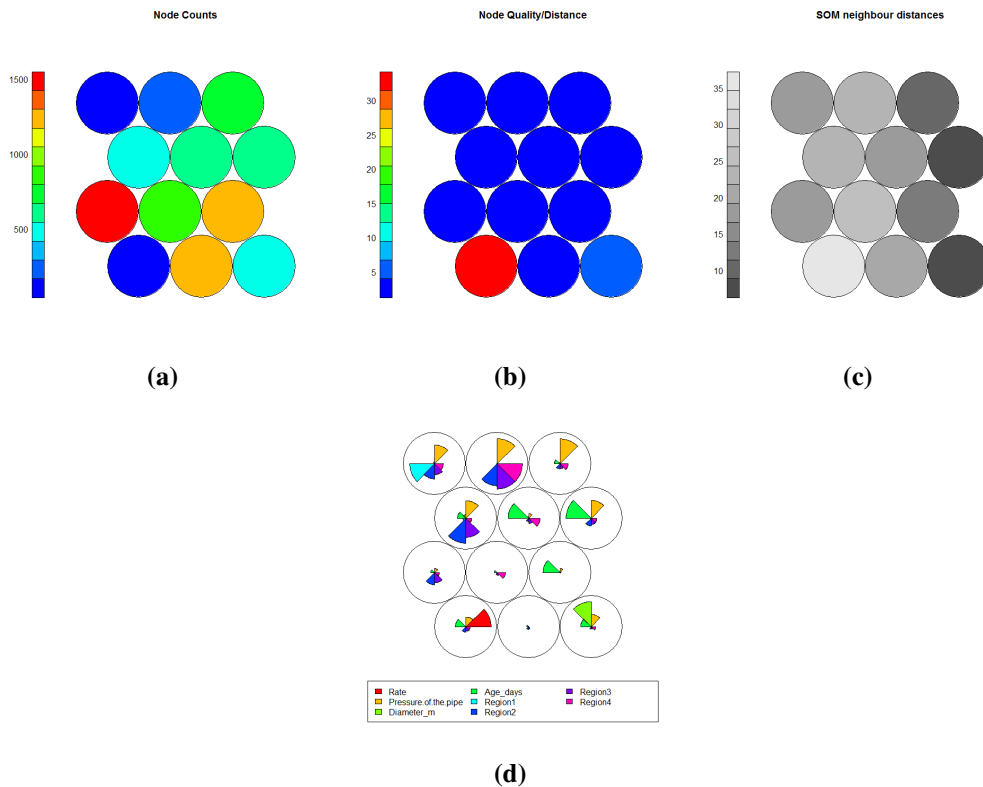 Node Counts
Node Quality/Distance
SOM neighbour distances
1500
1000
500
30
25
20
15
10
5
35
30
25
20
15
10
(a)
(b)
(c)
Rate
Pressure.of.the.pipe
Diameter_m
Age_days
Region1
Region2
Region3
Region4
(d)